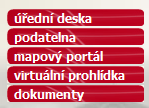 úřední deska
podatelna
mapový portál
virtuální prohlídka
dokumenty